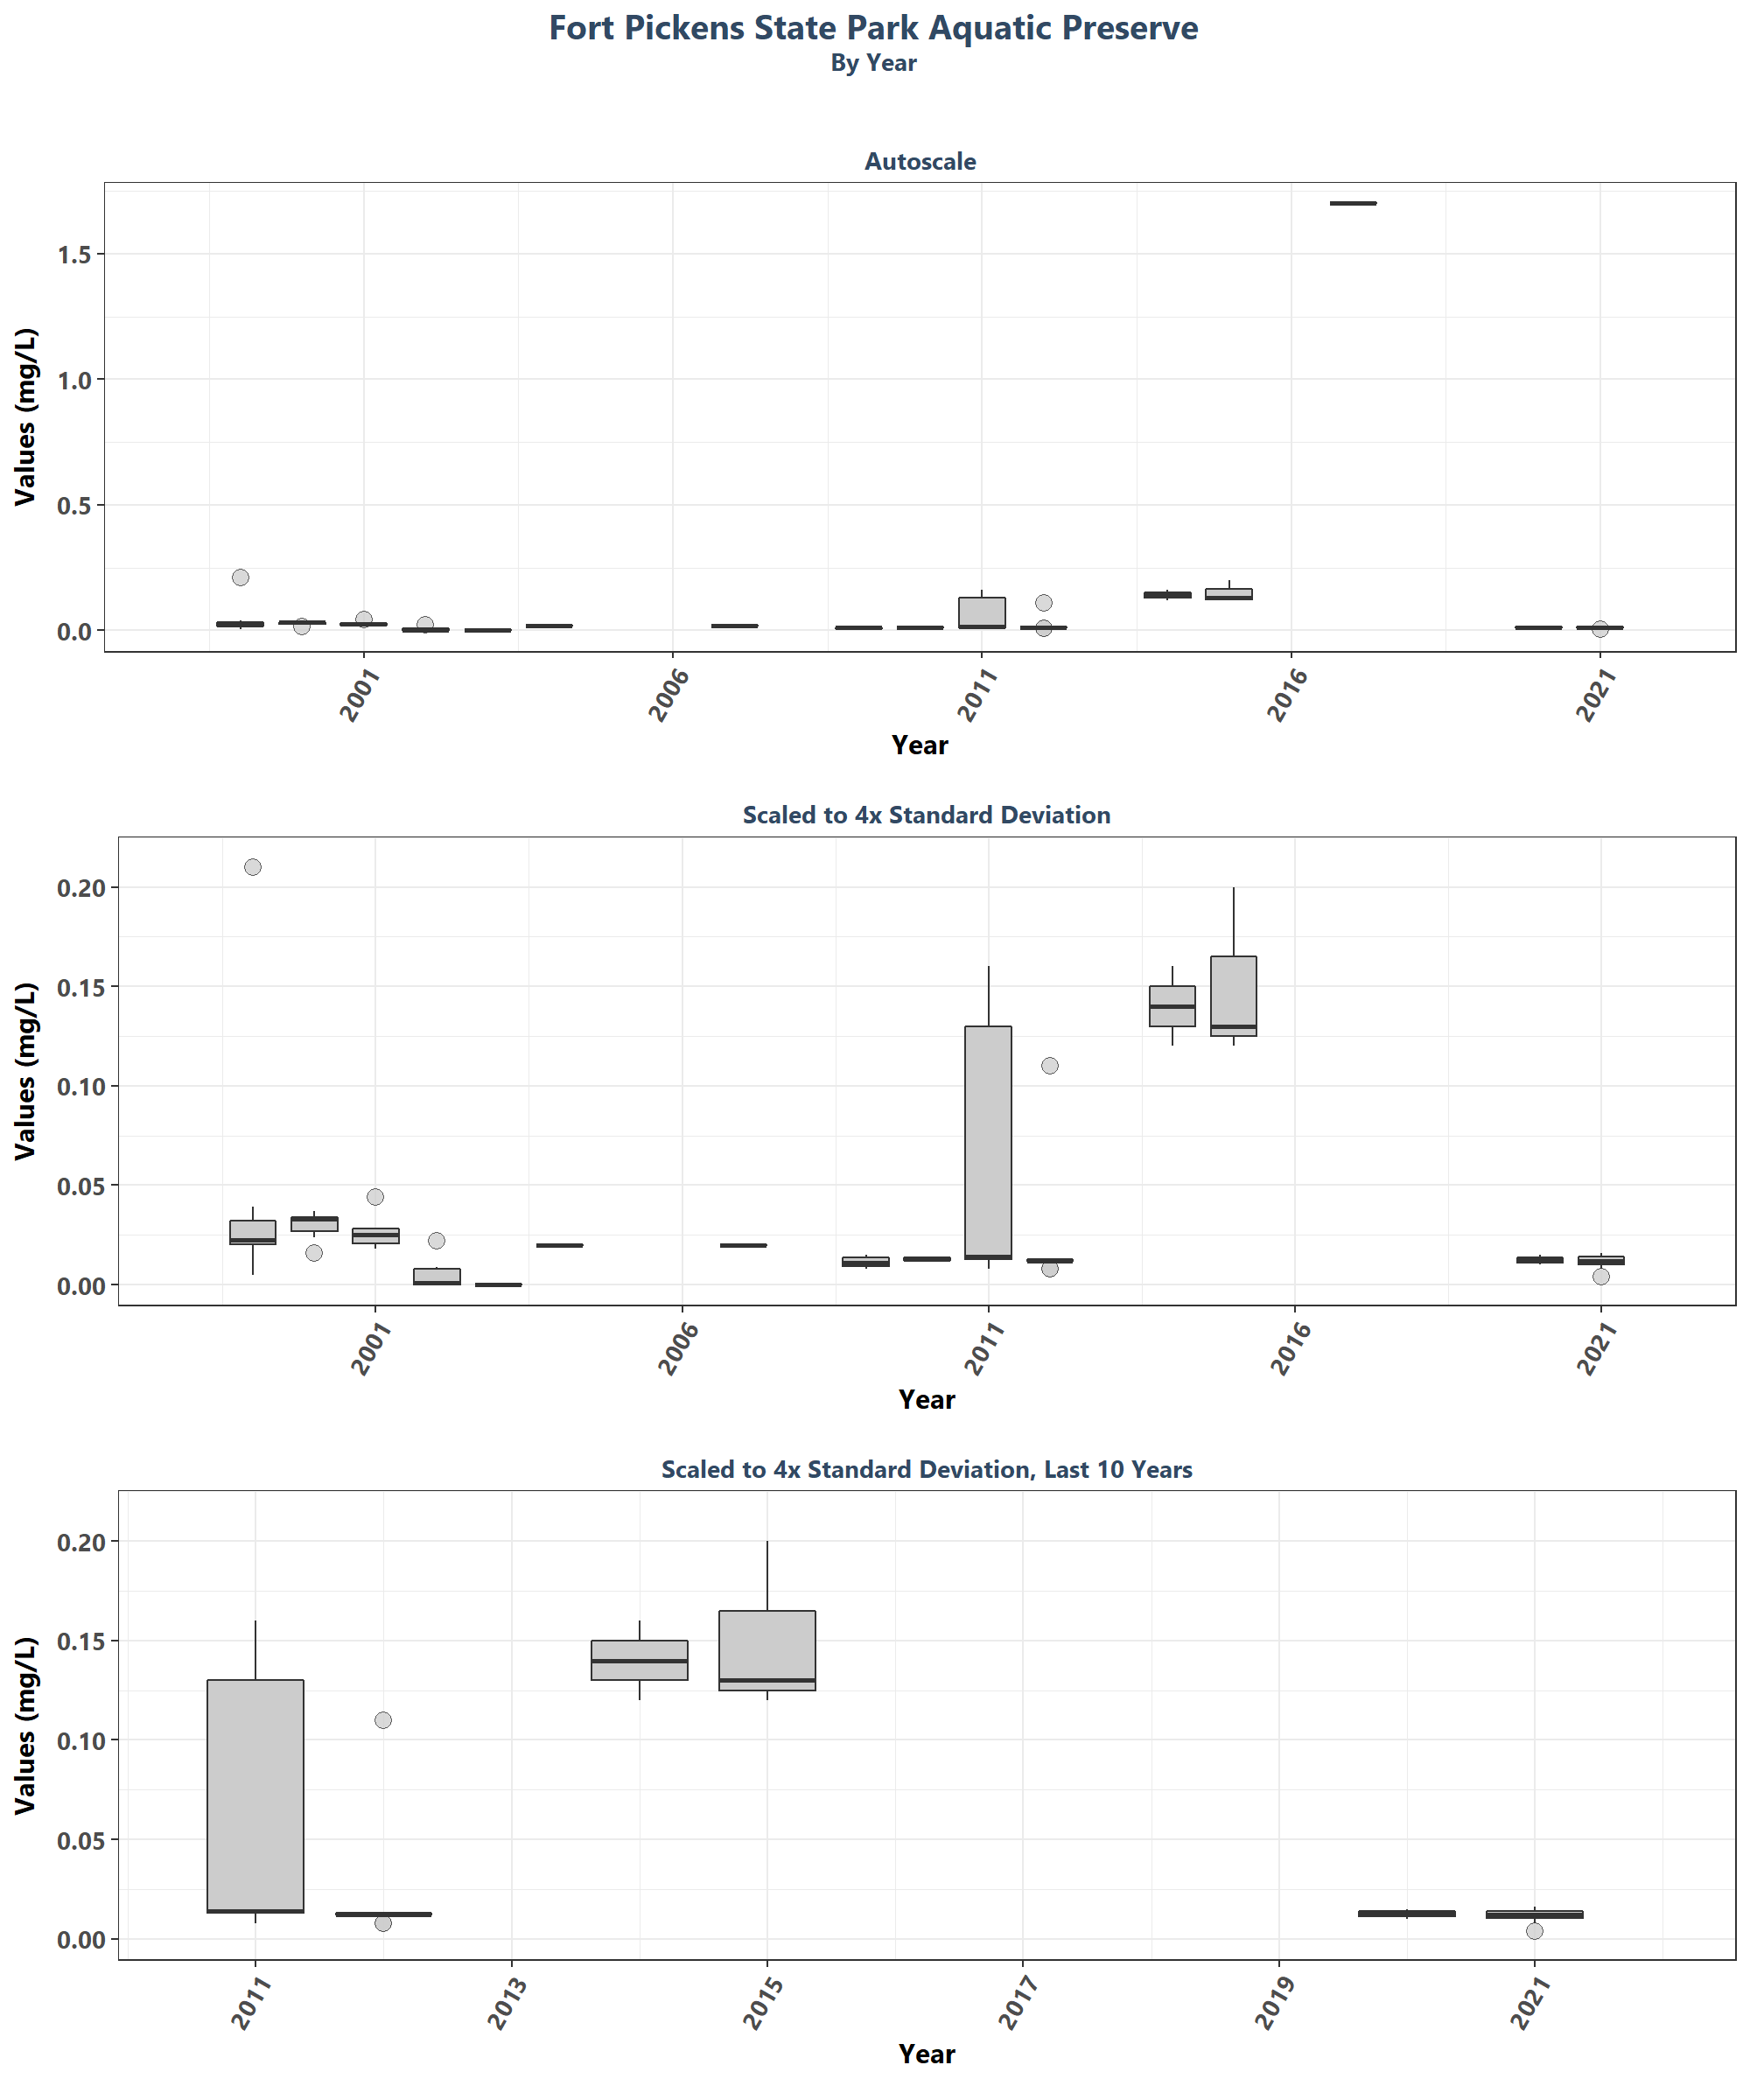 Fort Pickens State Park Aquatic Preserve
By Year
Autoscale
Values (mg/L)
1.5
1.0
0.5
0.0
2001
2006
2011
2016
2021
Year
Scaled to 4x Standard Deviation
Values (mg/L)
0.20
0.15
0.10
0.05
0.00
2001
2006
2011
2016
2021
Year
Scaled to 4x Standard Deviation, Last 10 Years
Values (mg/L)
0.20
0.15
0.10
0.05
0.00
2011
2013
2015
2017
2019
2021
Year